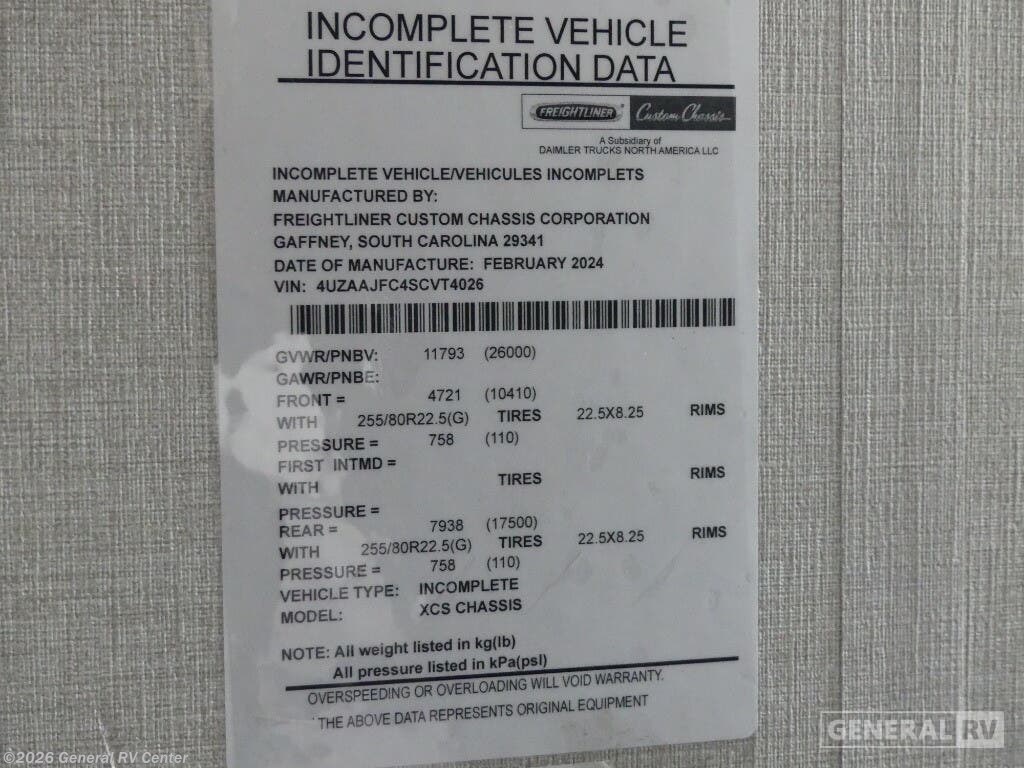 INCOMPLETE VEHICLE
IDENTIFICATION DATA
FREIGHTLINER Custom Chassis
A Subsidiary of
DAIMLER TRUCKS NORTH AMERICA LLC
INCOMPLETE VEHICLE/VEHICULES INCOMPLETS
MANUFACTURED BY:
FREIGHTLINER CUSTOM CHASSIS CORPORATION
GAFFNEY, SOUTH CAROLINA 29341
DATE OF MANUFACTURE: FEBRUARY 2024
VIN: 4UZAAJFC4SCVT4026
GVWR/PNBV: 11793 (26000)
GAWR/PNBE:
FRONT = 4721 (10410)
WITH 255/80R22.5(G) TIRES 22.5X8.25 RIMS
PRESSURE = 758 (110)
FIRST INTMD =
WITH TIRES RIMS
PRESSURE =
REAR = 7938 (17500)
WITH 255/80R22.5(G) TIRES 22.5X8.25 RIMS
PRESSURE = 758 (110)
VEHICLE TYPE: INCOMPLETE
MODEL: XCS CHASSIS
NOTE: All weight listed in kg(lb)
All pressure listed in kPa(psl)
OVERSPEEDING OR OVERLOADING WILL VOID WARRANTY.
THE ABOVE DATA REPRESENTS ORIGINAL EQUIPMENT
GENERAL RV
©2026 General RV Center